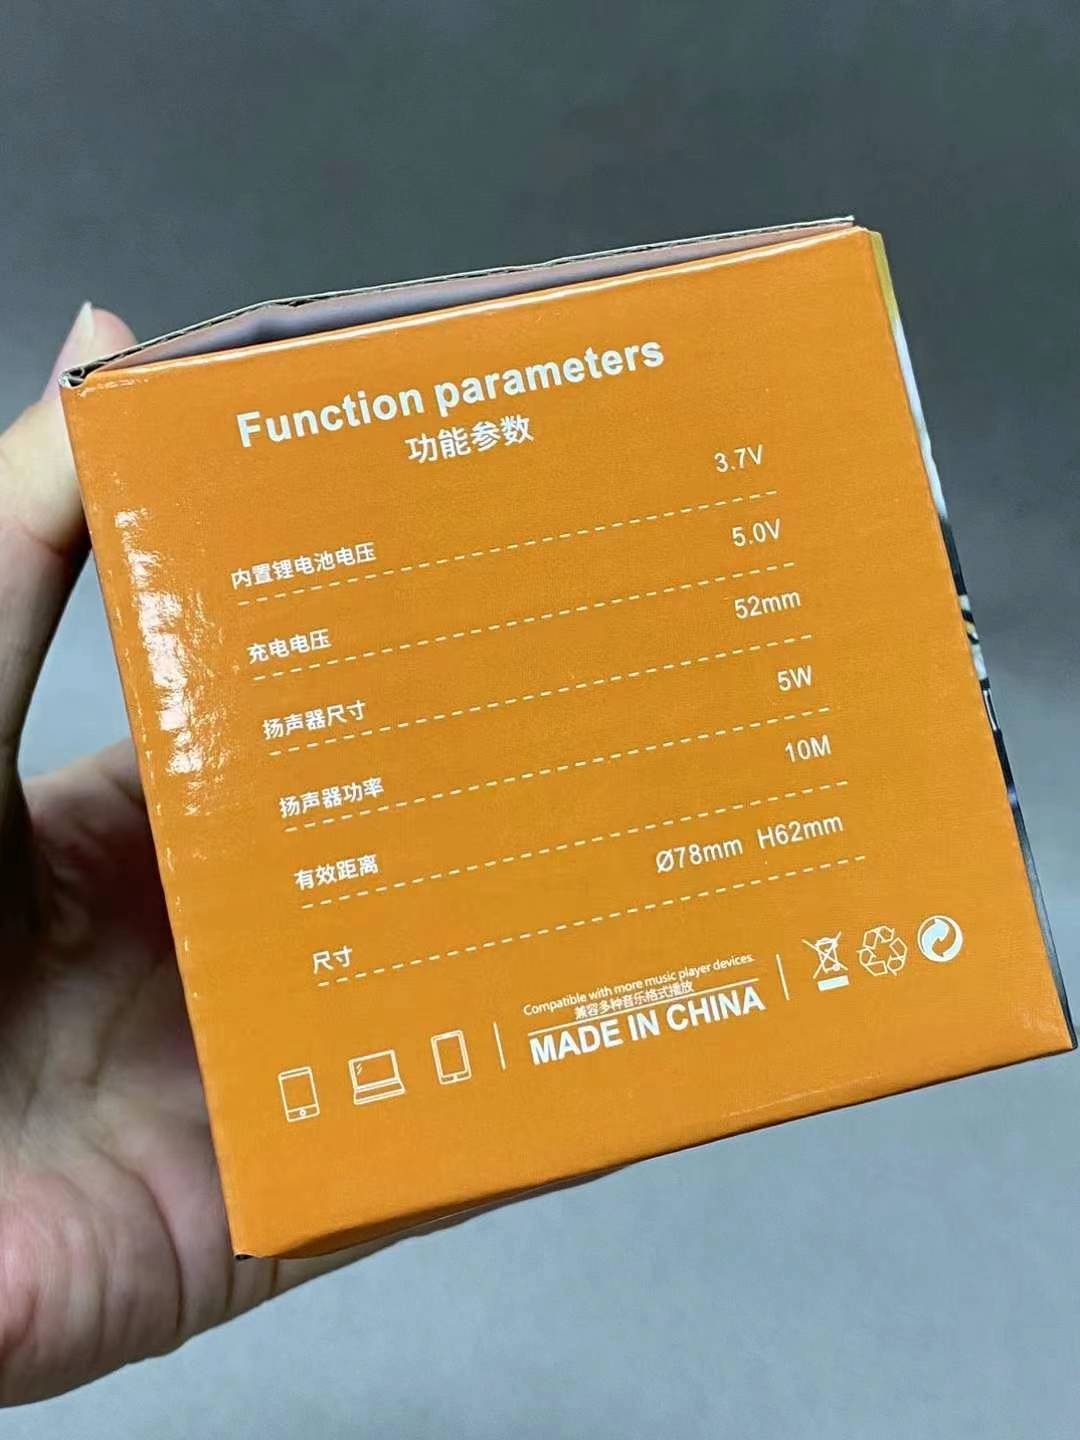 Function parameters
功能参数
内置锂电池电压 3.7V
充电电压 5.0V
扬声器尺寸 52mm
扬声器功率 5W
有效距离 10M
尺寸 Ø78mm H62mm
Compatible with more music player devices.
兼容多种音乐格式播放
MADE IN CHINA